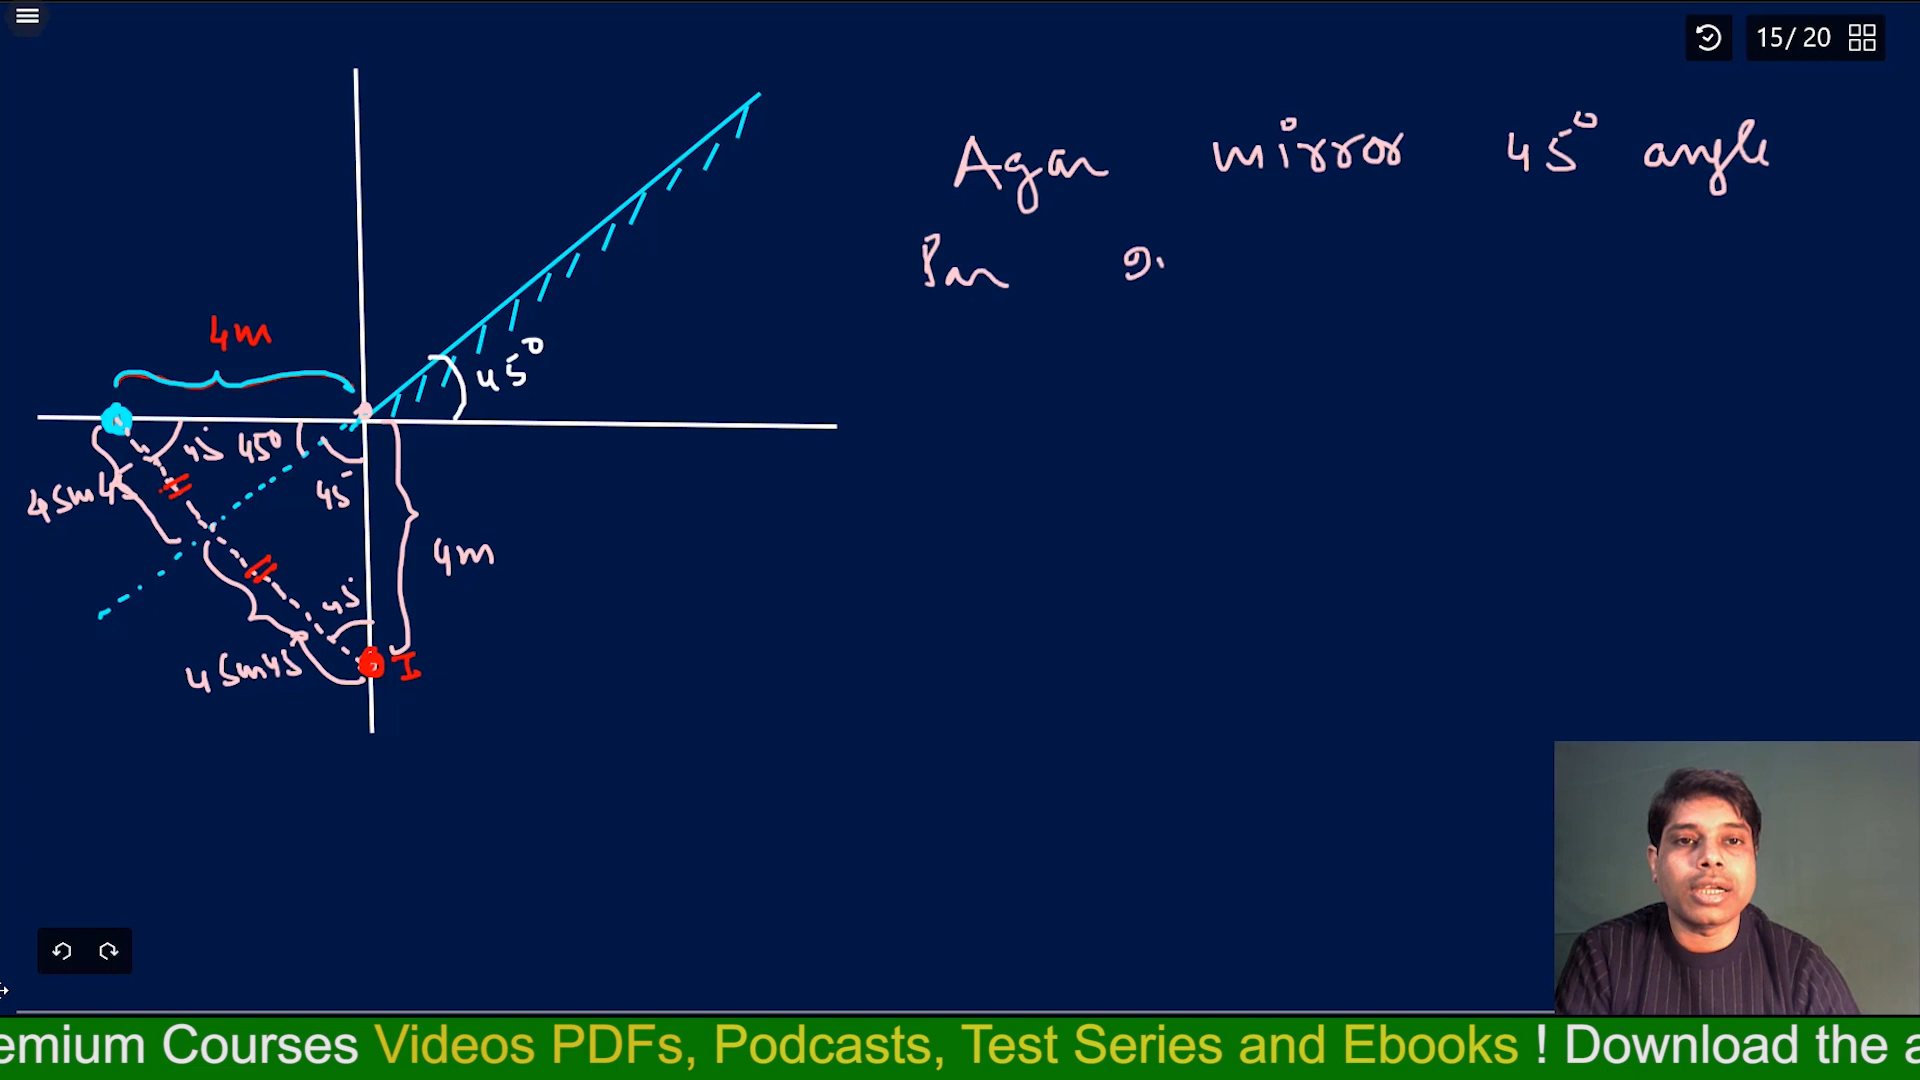 15/ 20
Agar mirror 45° angle
Par
4m
45°
45 45° 45
4 Sin 45
4m
45
4 Sin 45
I
emium Courses Videos PDFs, Podcasts, Test Series and Ebooks ! Download the a